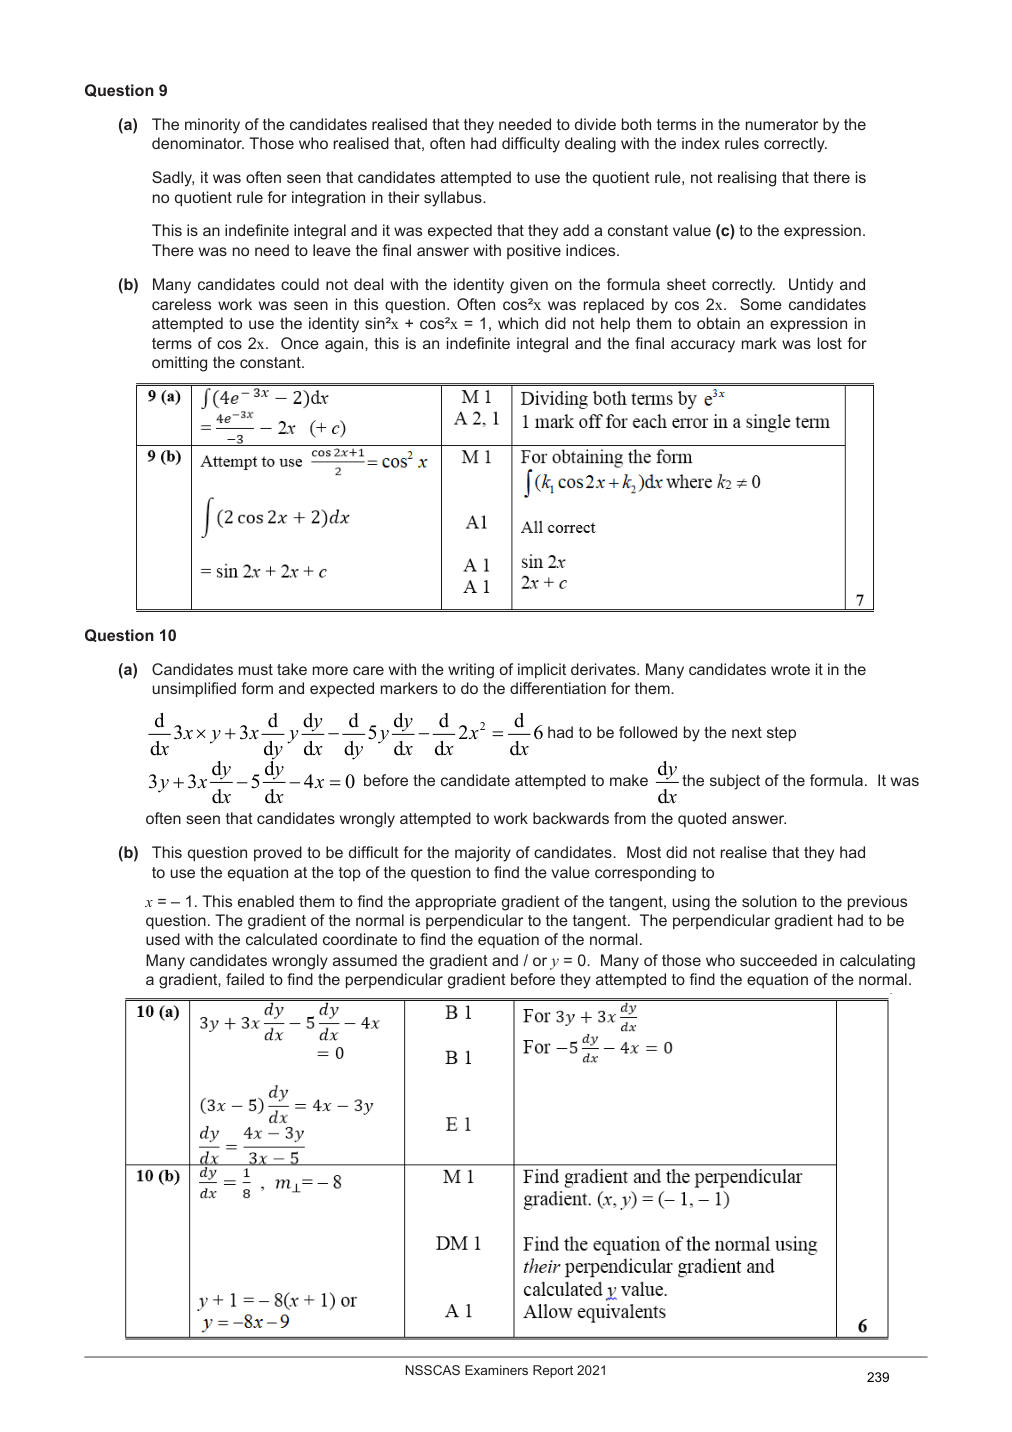 Question 9
(a) The minority of the candidates realised that they needed to divide both terms in the numerator by the
denominator. Those who realised that, often had difficulty dealing with the index rules correctly.
Sadly, it was often seen that candidates attempted to use the quotient rule, not realising that there is
no quotient rule for integration in their syllabus.
This is an indefinite integral and it was expected that they add a constant value (c) to the expression.
There was no need to leave the final answer with positive indices.
(b) Many candidates could not deal with the identity given on the formula sheet correctly. Untidy and
careless work was seen in this question. Often cos²x was replaced by cos 2x. Some candidates
attempted to use the identity sin²x + cos²x = 1, which did not help them to obtain an expression in
terms of cos 2x. Once again, this is an indefinite integral and the final accuracy mark was lost for
omitting the constant.
9 (a) ∫(4e^{−3x} − 2)dx M 1 Dividing both terms by e^{3x}
= 4e^{−3x}/−3 − 2x (+ c) A 2, 1 1 mark off for each error in a single term
9 (b) Attempt to use (cos 2x+1)/2 = cos² x M 1 For obtaining the form
∫(k₁ cos 2x + k₂)dx where k2 ≠ 0
∫(2 cos 2x + 2)dx A1 All correct
= sin 2x + 2x + c A 1 sin 2x
A 1 2x + c
7
Question 10
(a) Candidates must take more care with the writing of implicit derivates. Many candidates wrote it in the
unsimplified form and expected markers to do the differentiation for them.
d/dx 3x × y + 3x d/dy y dy/dx − d/dy 5y dy/dx − d/dx 2x² = d/dx 6 had to be followed by the next step
3y + 3x dy/dx − 5 dy/dx − 4x = 0 before the candidate attempted to make dy/dx the subject of the formula. It was
often seen that candidates wrongly attempted to work backwards from the quoted answer.
(b) This question proved to be difficult for the majority of candidates. Most did not realise that they had
to use the equation at the top of the question to find the value corresponding to
x = – 1. This enabled them to find the appropriate gradient of the tangent, using the solution to the previous
question. The gradient of the normal is perpendicular to the tangent. The perpendicular gradient had to be
used with the calculated coordinate to find the equation of the normal.
Many candidates wrongly assumed the gradient and / or y = 0. Many of those who succeeded in calculating
a gradient, failed to find the perpendicular gradient before they attempted to find the equation of the normal.
10 (a) 3y + 3x dy/dx − 5 dy/dx − 4x B 1 For 3y + 3x dy/dx
= 0 B 1 For −5 dy/dx − 4x = 0
(3x − 5) dy/dx = 4x − 3y
dy/dx = (4x − 3y)/(3x − 5) E 1
10 (b) dy/dx = 1/8 , m⊥= – 8 M 1 Find gradient and the perpendicular
gradient. (x, y) = (– 1, – 1)
DM 1 Find the equation of the normal using
their perpendicular gradient and
calculated y value.
y + 1 = – 8(x + 1) or A 1 Allow equivalents
y = –8x – 9
6
NSSCAS Examiners Report 2021
239